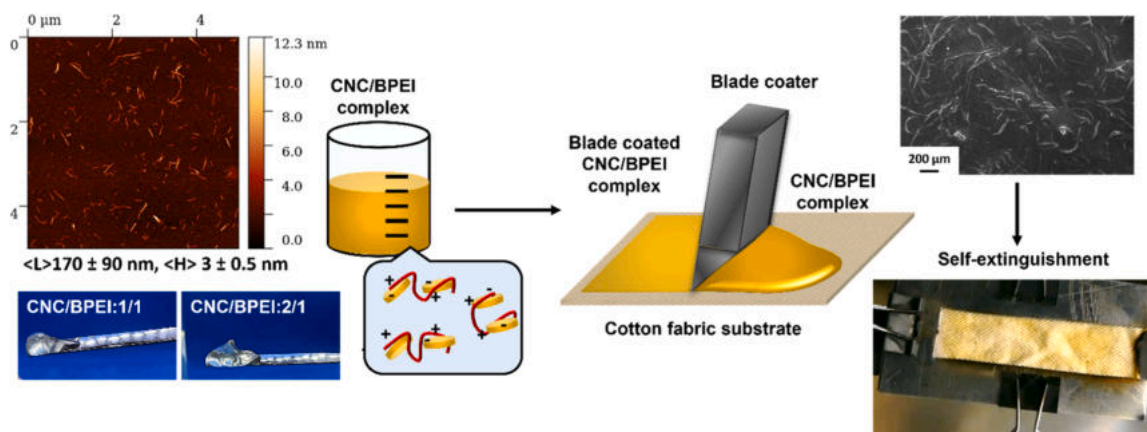 0 µm
2
4
0
2
4
12.3 nm
10.0
8.0
6.0
4.0
0.0
<L>170 ± 90 nm, <H> 3 ± 0.5 nm
CNC/BPEI:1/1
CNC/BPEI:2/1
CNC/BPEI
complex
+
-
+
-
+
-
+
-
+
-
+
-
Blade coater
Blade coated
CNC/BPEI
complex
CNC/BPEI
complex
Cotton fabric substrate
200 µm
Self-extinguishment